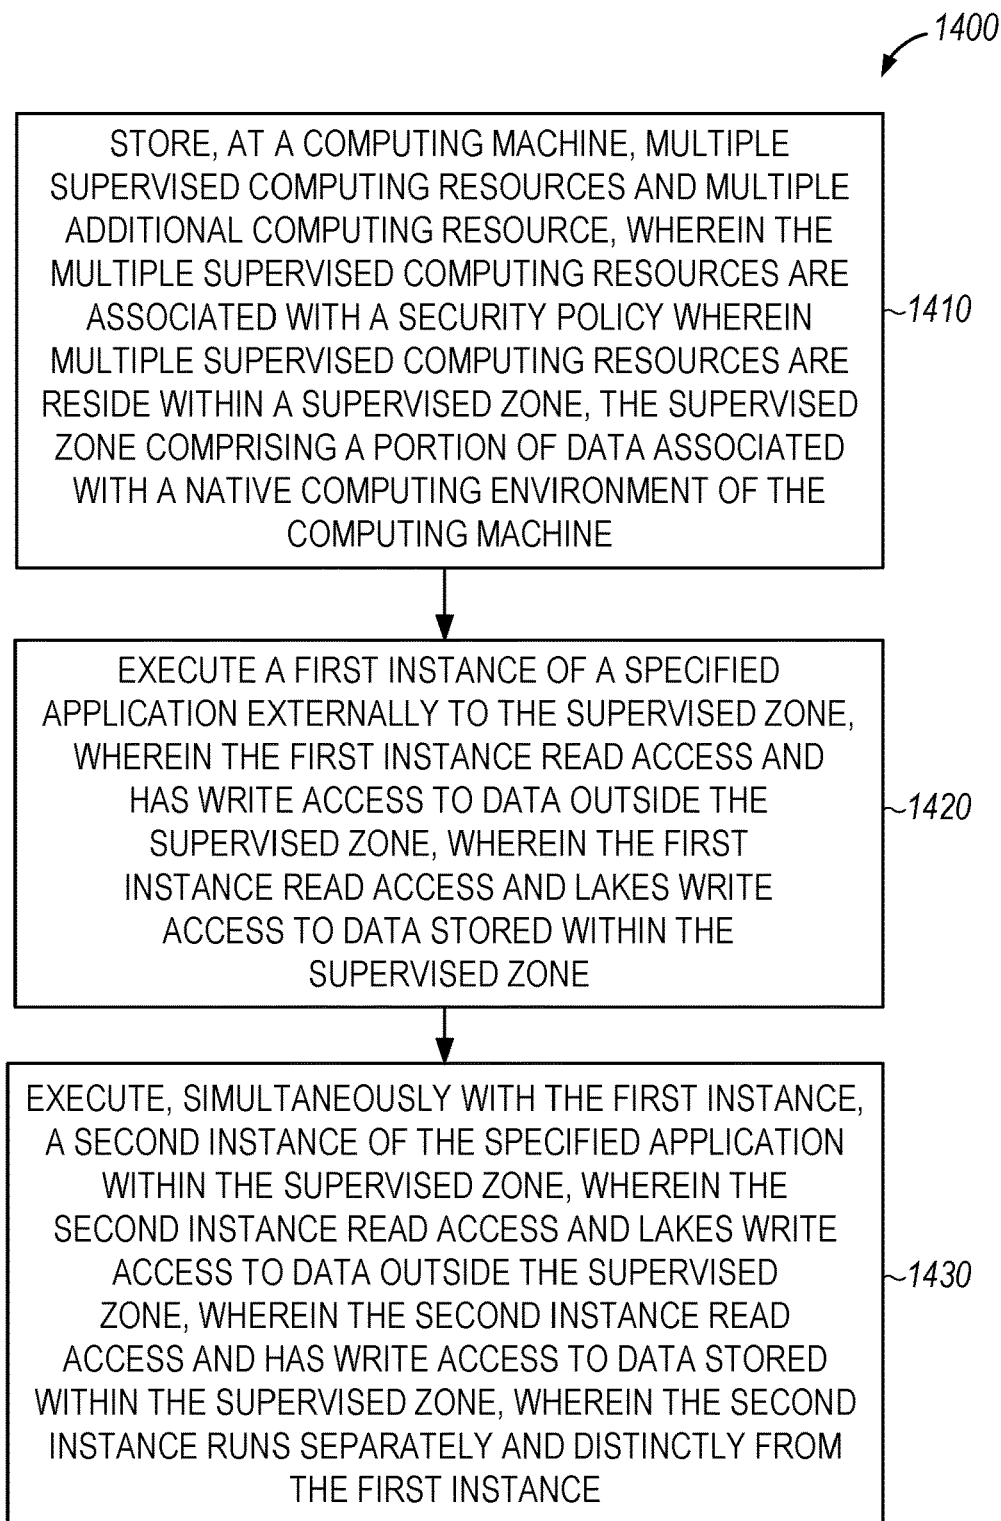 1400
STORE, AT A COMPUTING MACHINE, MULTIPLE
SUPERVISED COMPUTING RESOURCES AND MULTIPLE
ADDITIONAL COMPUTING RESOURCE, WHEREIN THE
MULTIPLE SUPERVISED COMPUTING RESOURCES ARE
ASSOCIATED WITH A SECURITY POLICY WHEREIN
MULTIPLE SUPERVISED COMPUTING RESOURCES ARE
RESIDE WITHIN A SUPERVISED ZONE, THE SUPERVISED
ZONE COMPRISING A PORTION OF DATA ASSOCIATED
WITH A NATIVE COMPUTING ENVIRONMENT OF THE
COMPUTING MACHINE
1410
EXECUTE A FIRST INSTANCE OF A SPECIFIED
APPLICATION EXTERNALLY TO THE SUPERVISED ZONE,
WHEREIN THE FIRST INSTANCE READ ACCESS AND
HAS WRITE ACCESS TO DATA OUTSIDE THE
SUPERVISED ZONE, WHEREIN THE FIRST
INSTANCE READ ACCESS AND LAKES WRITE
ACCESS TO DATA STORED WITHIN THE
SUPERVISED ZONE
1420
EXECUTE, SIMULTANEOUSLY WITH THE FIRST INSTANCE,
A SECOND INSTANCE OF THE SPECIFIED APPLICATION
WITHIN THE SUPERVISED ZONE, WHEREIN THE
SECOND INSTANCE READ ACCESS AND LAKES WRITE
ACCESS TO DATA OUTSIDE THE SUPERVISED
ZONE, WHEREIN THE SECOND INSTANCE READ
ACCESS AND HAS WRITE ACCESS TO DATA STORED
WITHIN THE SUPERVISED ZONE, WHEREIN THE SECOND
INSTANCE RUNS SEPARATELY AND DISTINCTLY FROM
THE FIRST INSTANCE
1430